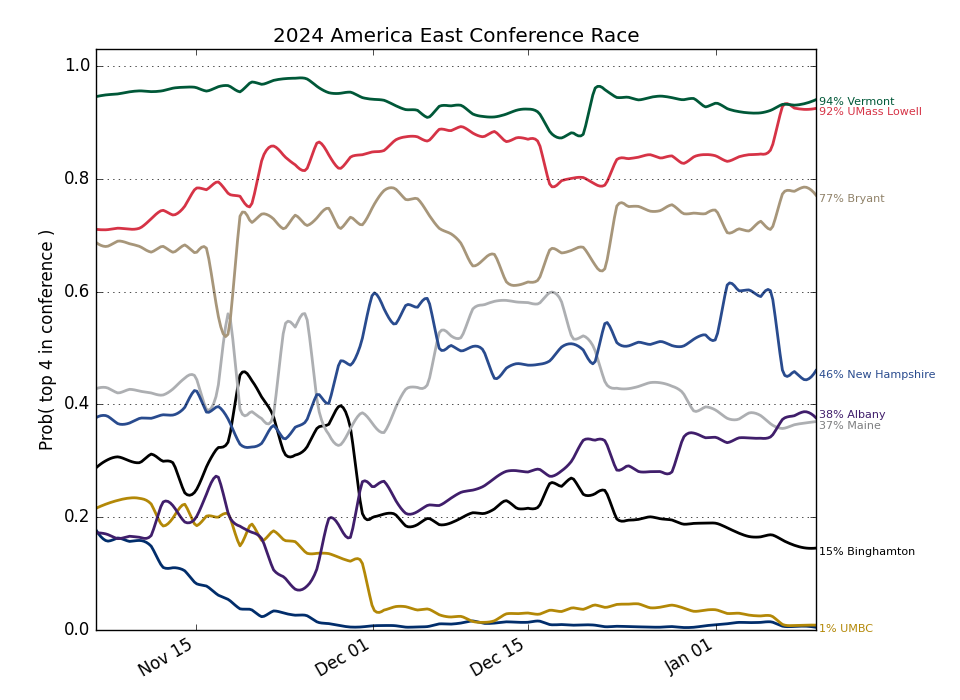 2024 America East Conference Race
Prob( top 4 in conference )
1.0
0.8
0.6
0.4
0.2
0.0
94% Vermont
92% UMass Lowell
77% Bryant
46% New Hampshire
38% Albany
37% Maine
15% Binghamton
1% UMBC
Nov 15
Dec 01
Dec 15
Jan 01